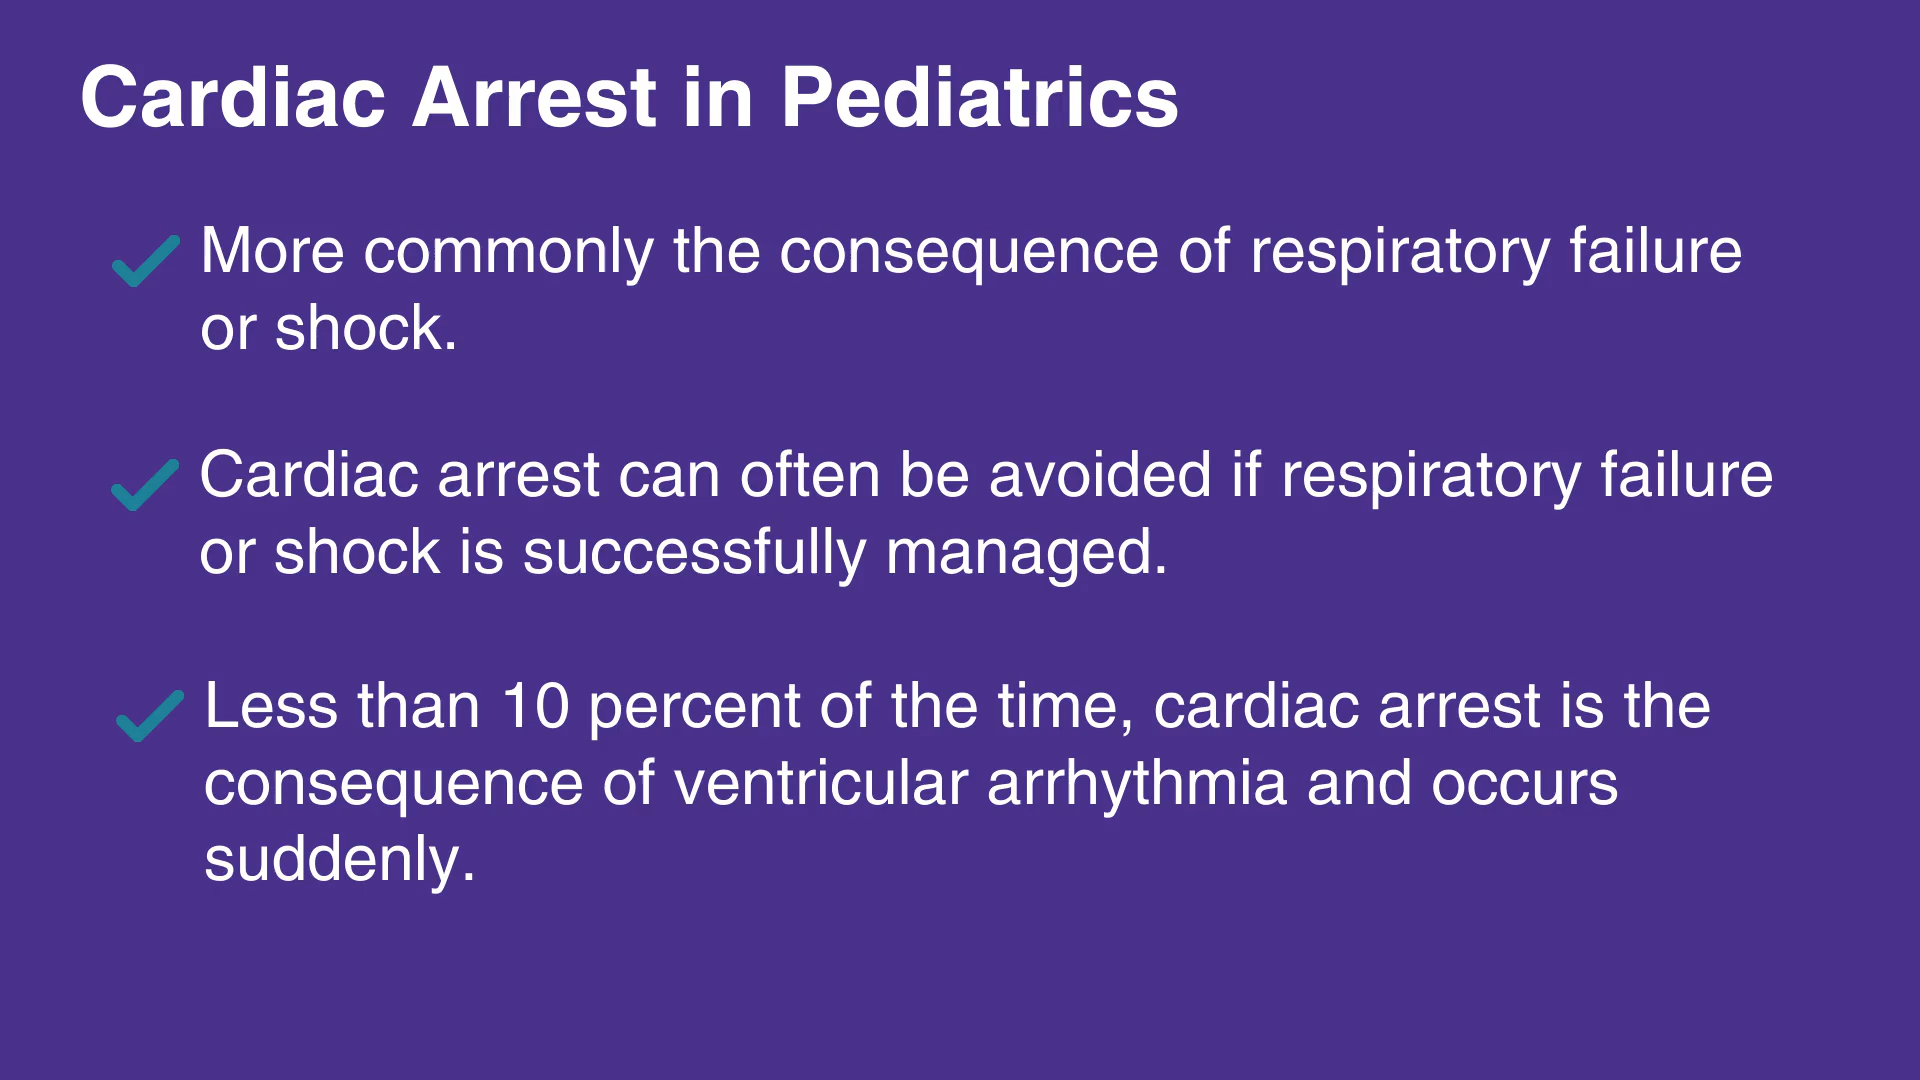 Cardiac Arrest in Pediatrics
More commonly the consequence of respiratory failure
or shock.
Cardiac arrest can often be avoided if respiratory failure
or shock is successfully managed.
Less than 10 percent of the time, cardiac arrest is the
consequence of ventricular arrhythmia and occurs
suddenly.